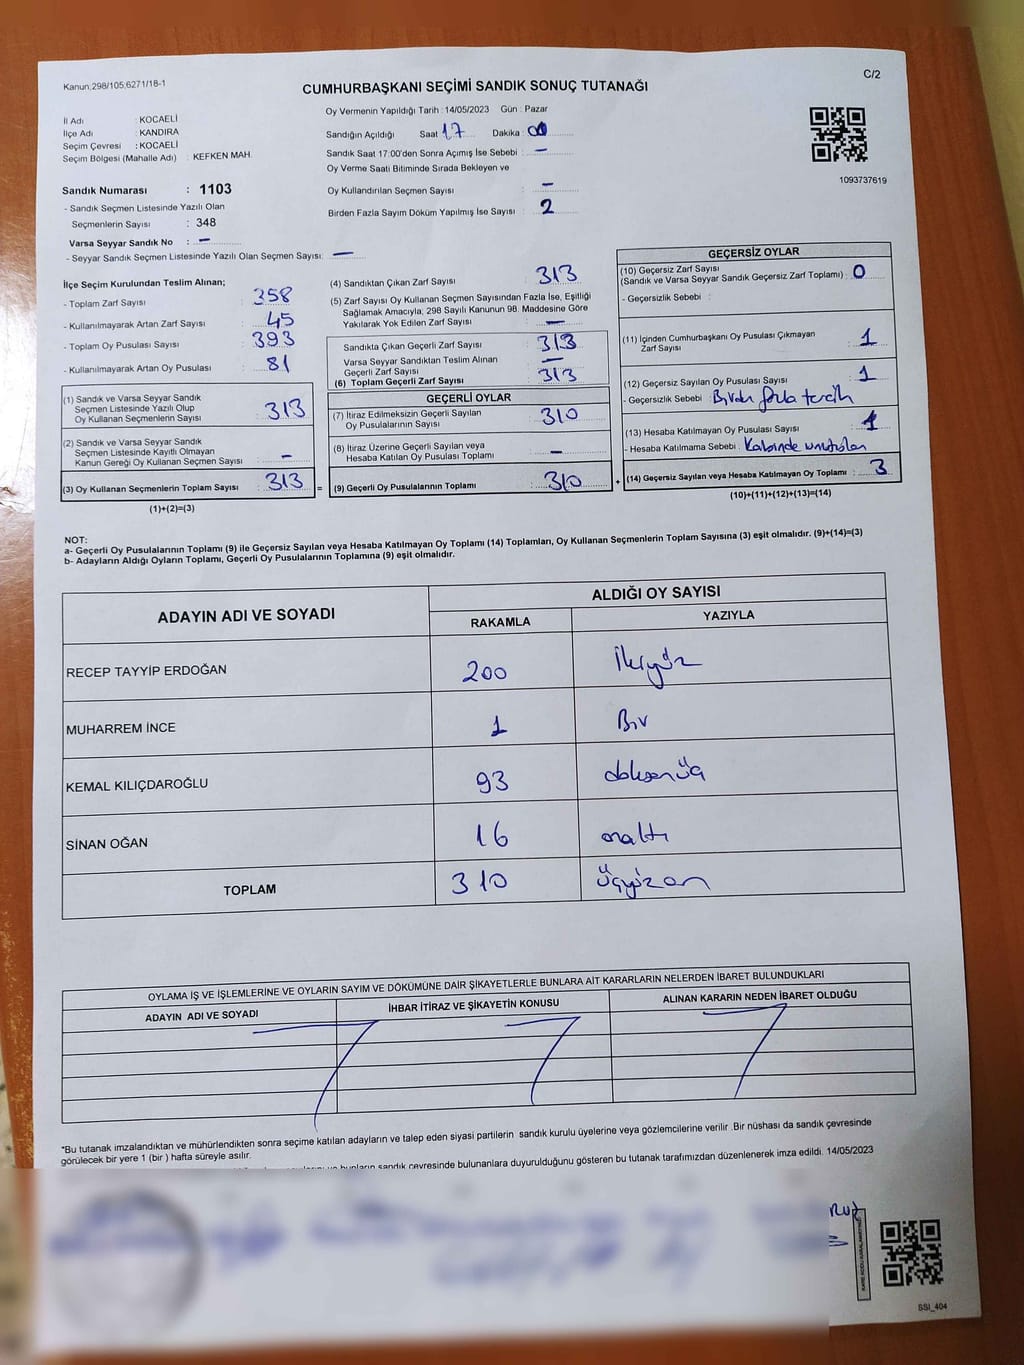 Kanun:298/105,6271/18-1
C/2
CUMHURBAŞKANI SEÇİMİ SANDIK SONUÇ TUTANAĞI
İl Adı : KOCAELİ
İlçe Adı : KANDIRA
Seçim Çevresi : KOCAELİ
Seçim Bölgesi (Mahalle Adı) : KEFKEN MAH.
Sandık Numarası : 1103
- Sandık Seçmen Listesinde Yazılı Olan
Seçmenlerin Sayısı : 348
Varsa Seyyar Sandık No : –
- Seyyar Sandık Seçmen Listesinde Yazılı Olan Seçmen Sayısı: –
Oy Vermenin Yapıldığı Tarih : 14/05/2023 Gün : Pazar
Sandığın Açıldığı Saat 17 Dakika 00
Sandık Saat 17:00'den Sonra Açımış İse Sebebi : –
Oy Verme Saati Bitiminde Sırada Bekleyen ve
Oy Kullandırılan Seçmen Sayısı : –
Birden Fazla Sayım Döküm Yapılmış İse Sayısı : 2
1093737619
İlçe Seçim Kurulundan Teslim Alınan;
- Toplam Zarf Sayısı : 358
- Kullanılmayarak Artan Zarf Sayısı : 45
- Toplam Oy Pusulası Sayısı : 393
- Kullanılmayarak Artan Oy Pusulası : 81
(1) Sandık ve Varsa Seyyar Sandık
Seçmen Listesinde Yazılı Olup
Oy Kullanan Seçmenlerin Sayısı : 313
(2) Sandık ve Varsa Seyyar Sandık
Seçmen Listesinde Kayıtlı Olmayan
Kanun Gereği Oy Kullanan Seçmen Sayısı : –
(3) Oy Kullanan Seçmenlerin Toplam Sayısı : 313 =
(1)+(2)=(3)
(4) Sandıktan Çıkan Zarf Sayısı : 313
(5) Zarf Sayısı Oy Kullanan Seçmen Sayısından Fazla İse, Eşitliği
Sağlamak Amacıyla; 298 Sayılı Kanunun 98. Maddesine Göre
Yakılarak Yok Edilen Zarf Sayısı : –
Sandıkta Çıkan Geçerli Zarf Sayısı : 313
Varsa Seyyar Sandıktan Teslim Alınan
Geçerli Zarf Sayısı : –
(6) Toplam Geçerli Zarf Sayısı : 313
GEÇERLİ OYLAR
(7) İtiraz Edilmeksizin Geçerli Sayılan
Oy Pusulalarının Sayısı : 310
(8) İtiraz Üzerine Geçerli Sayılan veya
Hesaba Katılan Oy Pusulası Toplamı : –
(9) Geçerli Oy Pusulalarının Toplamı : 310 +
GEÇERSİZ OYLAR
(10) Geçersiz Zarf Sayısı
(Sandık ve Varsa Seyyar Sandık Geçersiz Zarf Toplamı) : 0
- Geçersizlik Sebebi :
(11) İçinden Cumhurbaşkanı Oy Pusulası Çıkmayan
Zarf Sayısı : 1
(12) Geçersiz Sayılan Oy Pusulası Sayısı : 1
- Geçersizlik Sebebi : Birden fazla tercih
(13) Hesaba Katılmayan Oy Pusulası Sayısı : 1
- Hesaba Katılmama Sebebi : Kabinde unutulan
(14) Geçersiz Sayılan veya Hesaba Katılmayan Oy Toplamı : 3
(10)+(11)+(12)+(13)=(14)
NOT:
a- Geçerli Oy Pusulalarının Toplamı (9) ile Geçersiz Sayılan veya Hesaba Katılmayan Oy Toplamı (14) Toplamları, Oy Kullanan Seçmenlerin Toplam Sayısına (3) eşit olmalıdır. (9)+(14)=(3)
b- Adayların Aldığı Oyların Toplamı, Geçerli Oy Pusulalarının Toplamına (9) eşit olmalıdır.
ADAYIN ADI VE SOYADI
ALDIĞI OY SAYISI
RAKAMLA YAZIYLA
RECEP TAYYİP ERDOĞAN 200 İkiyüz
MUHARREM İNCE 1 Bir
KEMAL KILIÇDAROĞLU 93 doksanüç
SİNAN OĞAN 16 onaltı
TOPLAM 310 üçyüzon
OYLAMA İŞ VE İŞLEMLERİNE VE OYLARIN SAYIM VE DÖKÜMÜNE DAİR ŞİKAYETLERLE BUNLARA AİT KARARLARIN NELERDEN İBARET BULUNDUKLARI
ADAYIN ADI VE SOYADI
İHBAR İTİRAZ VE ŞİKAYETİN KONUSU
ALINAN KARARIN NEDEN İBARET OLDUĞU
"Bu tutanak imzalandıktan ve mühürlendikten sonra seçime katılan adayların ve talep eden siyasi partilerin sandık kurulu üyelerine veya gözlemcilerine verilir .Bir nüshası da sandık çevresinde
görülecek bir yere 1 (bir ) hafta süreyle asılır.
bunların sandık çevresinde bulunanlara duyurulduğunu gösteren bu tutanak tarafımızdan düzenlenerek imza edildi. 14/05/2023
SSI_404